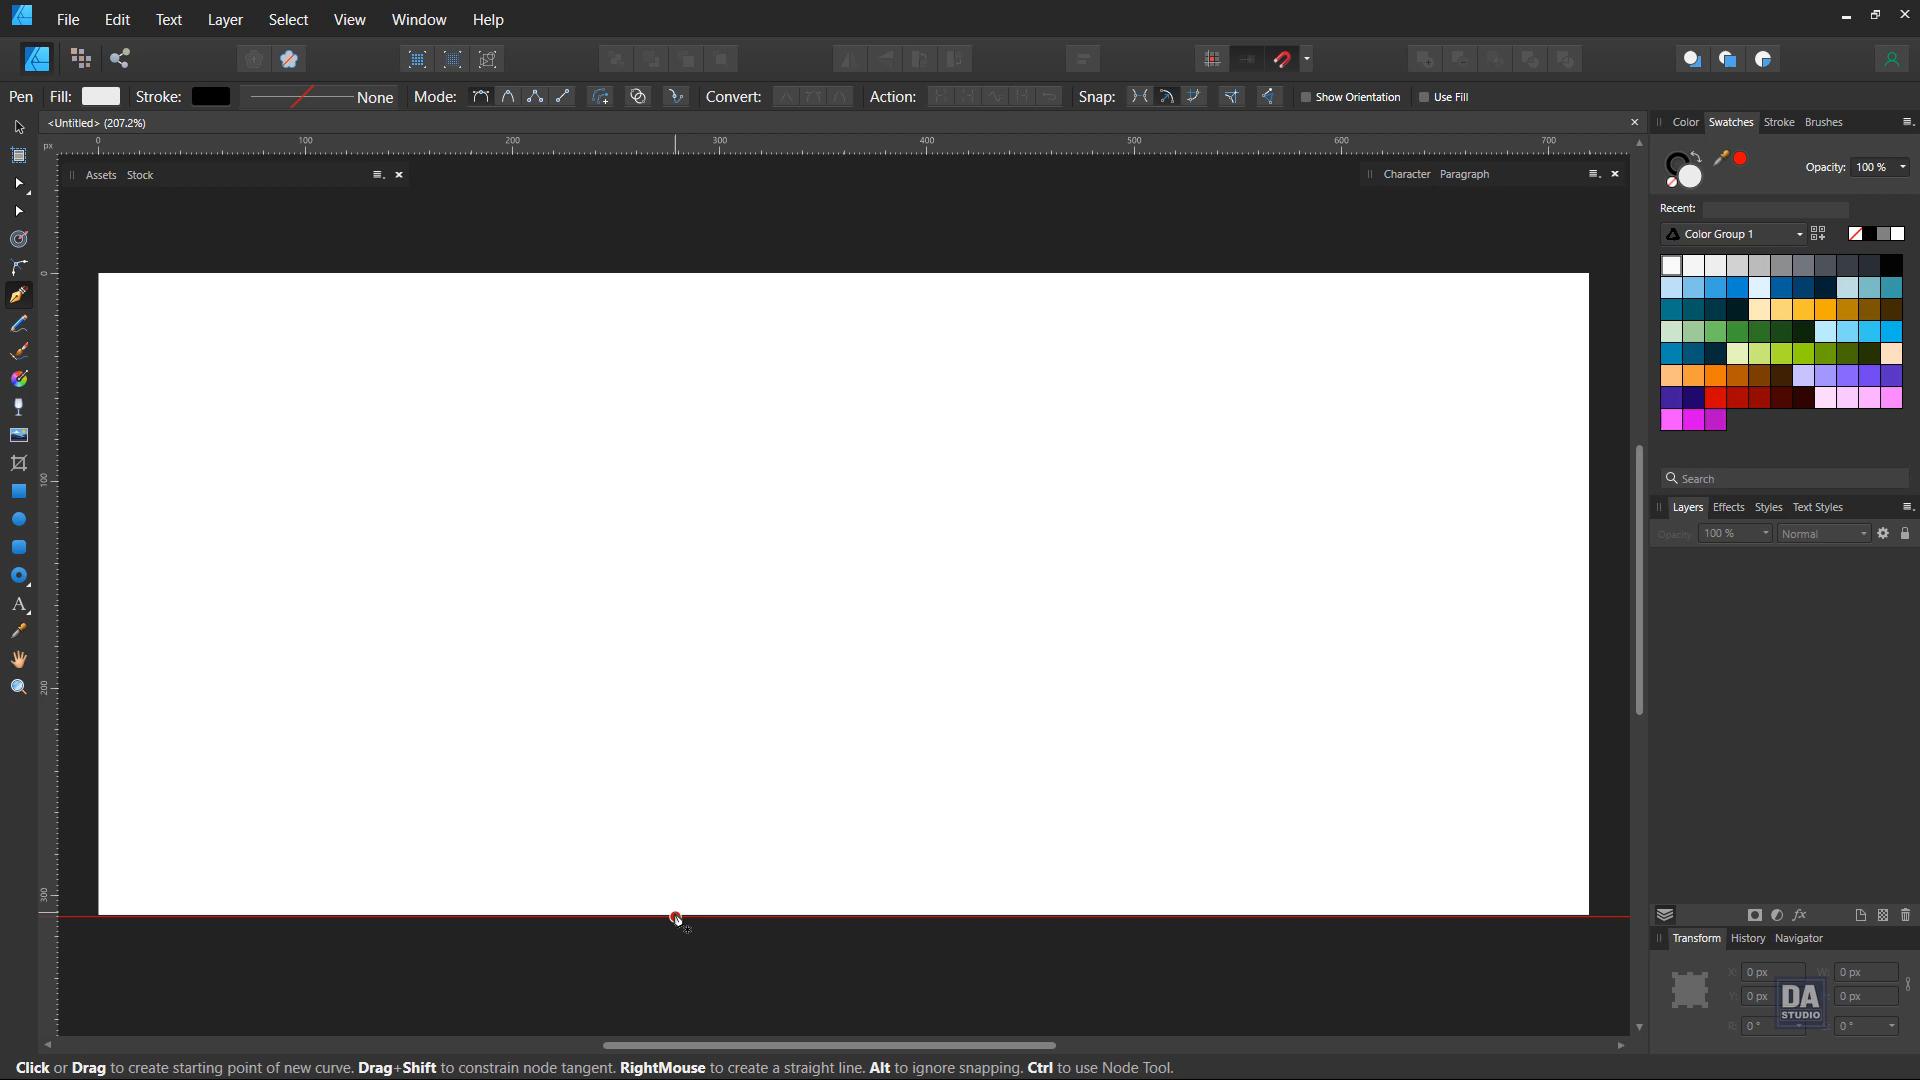 File Edit Text Layer Select View Window Help
Pen Fill: Stroke: None Mode: Convert: Action: Snap: Show Orientation Use Fill
<Untitled> (207.2%)
Color Swatches Stroke Brushes
px 0 100 200 300 400 500 600 700
Assets Stock
Character Paragraph
Opacity: 100 %
Recent:
Color Group 1
0
100
200
300
Search
Layers Effects Styles Text Styles
Opacity 100 % Normal
Transform History Navigator
X: 0 px W: 0 px
Y: 0 px 0 px
R: 0 ° 0 °
DA
STUDIO
Click or Drag to create starting point of new curve. Drag+Shift to constrain node tangent. RightMouse to create a straight line. Alt to ignore snapping. Ctrl to use Node Tool.